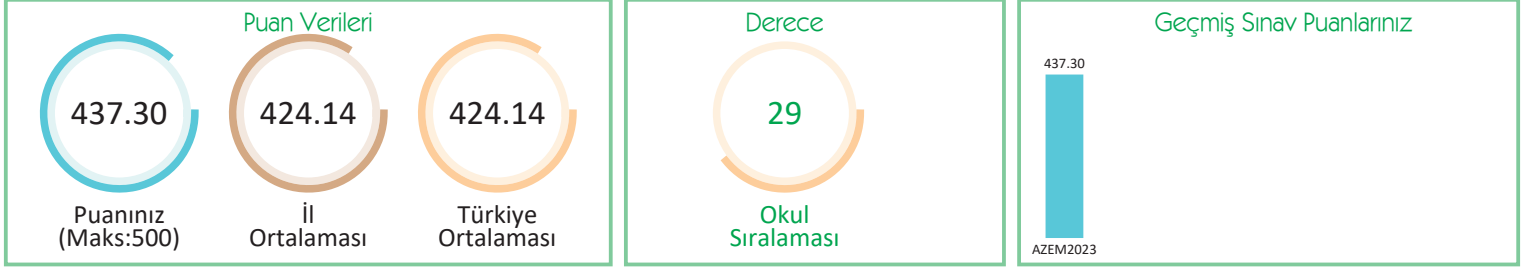 Puan Verileri
437.30
424.14
424.14
Puanınız
(Maks:500)
İl
Ortalaması
Türkiye
Ortalaması
Derece
29
Okul
Sıralaması
Geçmiş Sınav Puanlarınız
437.30
AZEM2023